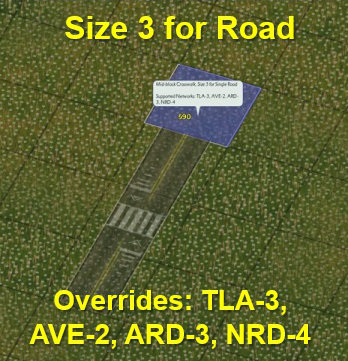 Size 3 for Road
Mid-block Crosswalk, Size 3 for Single Road
Supported Networks: TLA-3, AVE-2, ARD-
3, NRD-4
§90
Overrides: TLA-3,
AVE-2, ARD-3, NRD-4